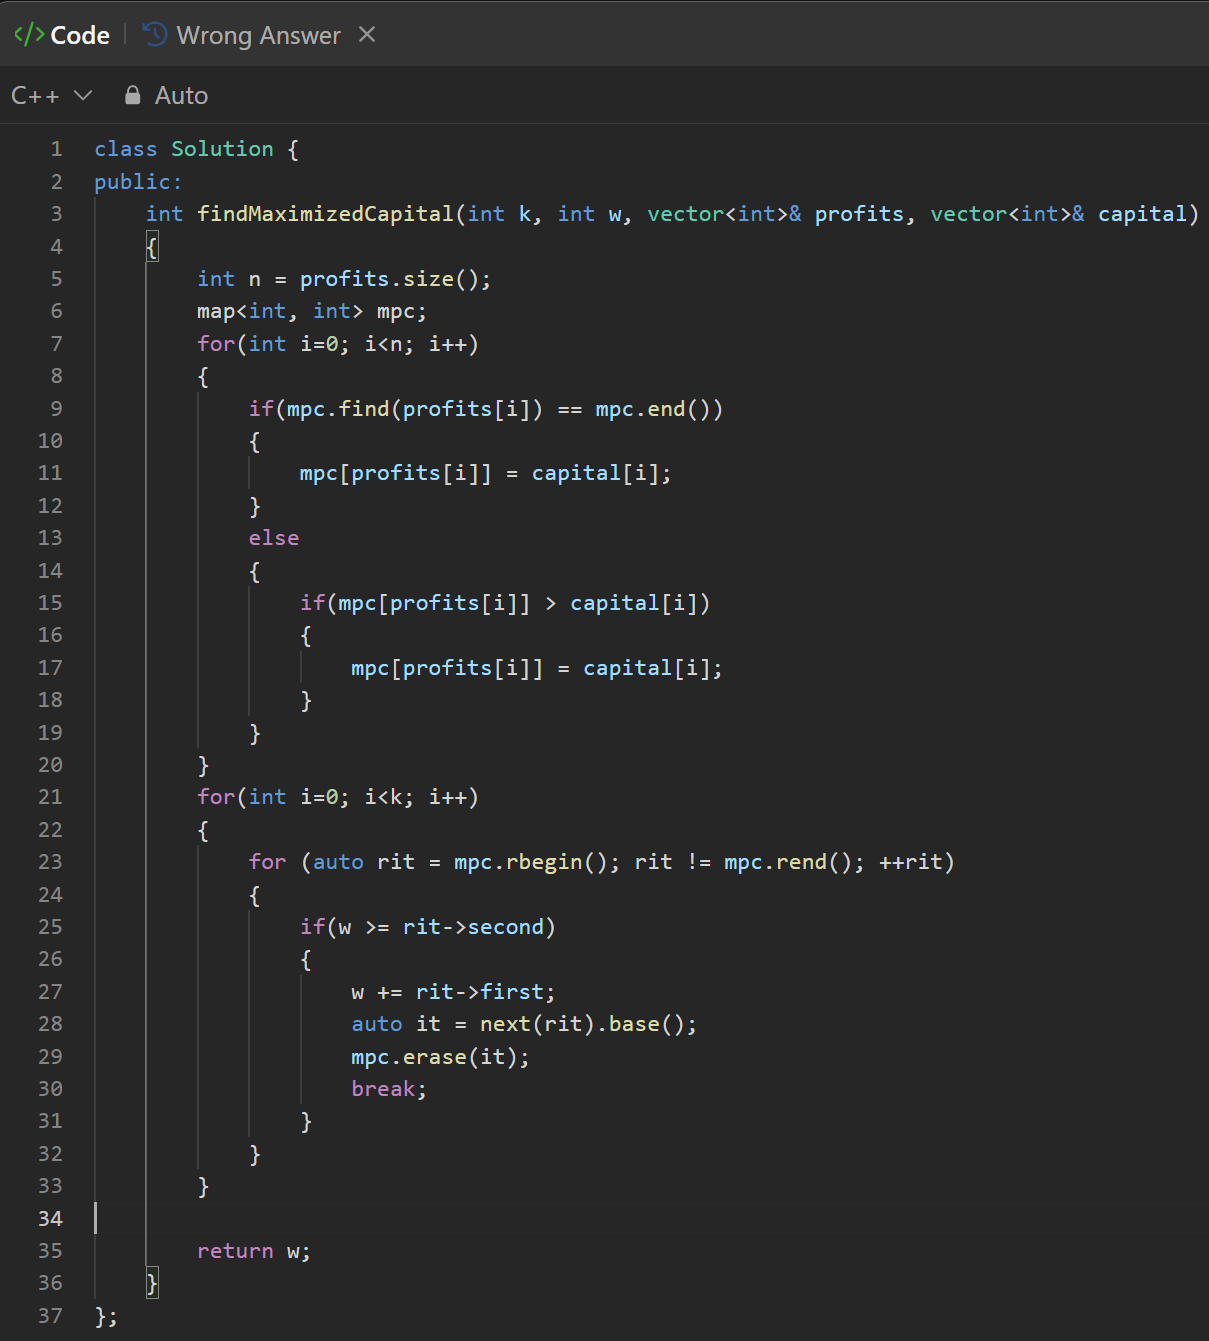 </> Code | Wrong Answer ×
C++ Auto
1 class Solution {
2 public:
3     int findMaximizedCapital(int k, int w, vector<int>& profits, vector<int>& capital)
4     {
5         int n = profits.size();
6         map<int, int> mpc;
7         for(int i=0; i<n; i++)
8         {
9             if(mpc.find(profits[i]) == mpc.end())
10             {
11                 mpc[profits[i]] = capital[i];
12             }
13             else
14             {
15                 if(mpc[profits[i]] > capital[i])
16                 {
17                     mpc[profits[i]] = capital[i];
18                 }
19             }
20         }
21         for(int i=0; i<k; i++)
22         {
23             for (auto rit = mpc.rbegin(); rit != mpc.rend(); ++rit)
24             {
25                 if(w >= rit->second)
26                 {
27                     w += rit->first;
28                     auto it = next(rit).base();
29                     mpc.erase(it);
30                     break;
31                 }
32             }
33         }
34
35         return w;
36     }
37 };